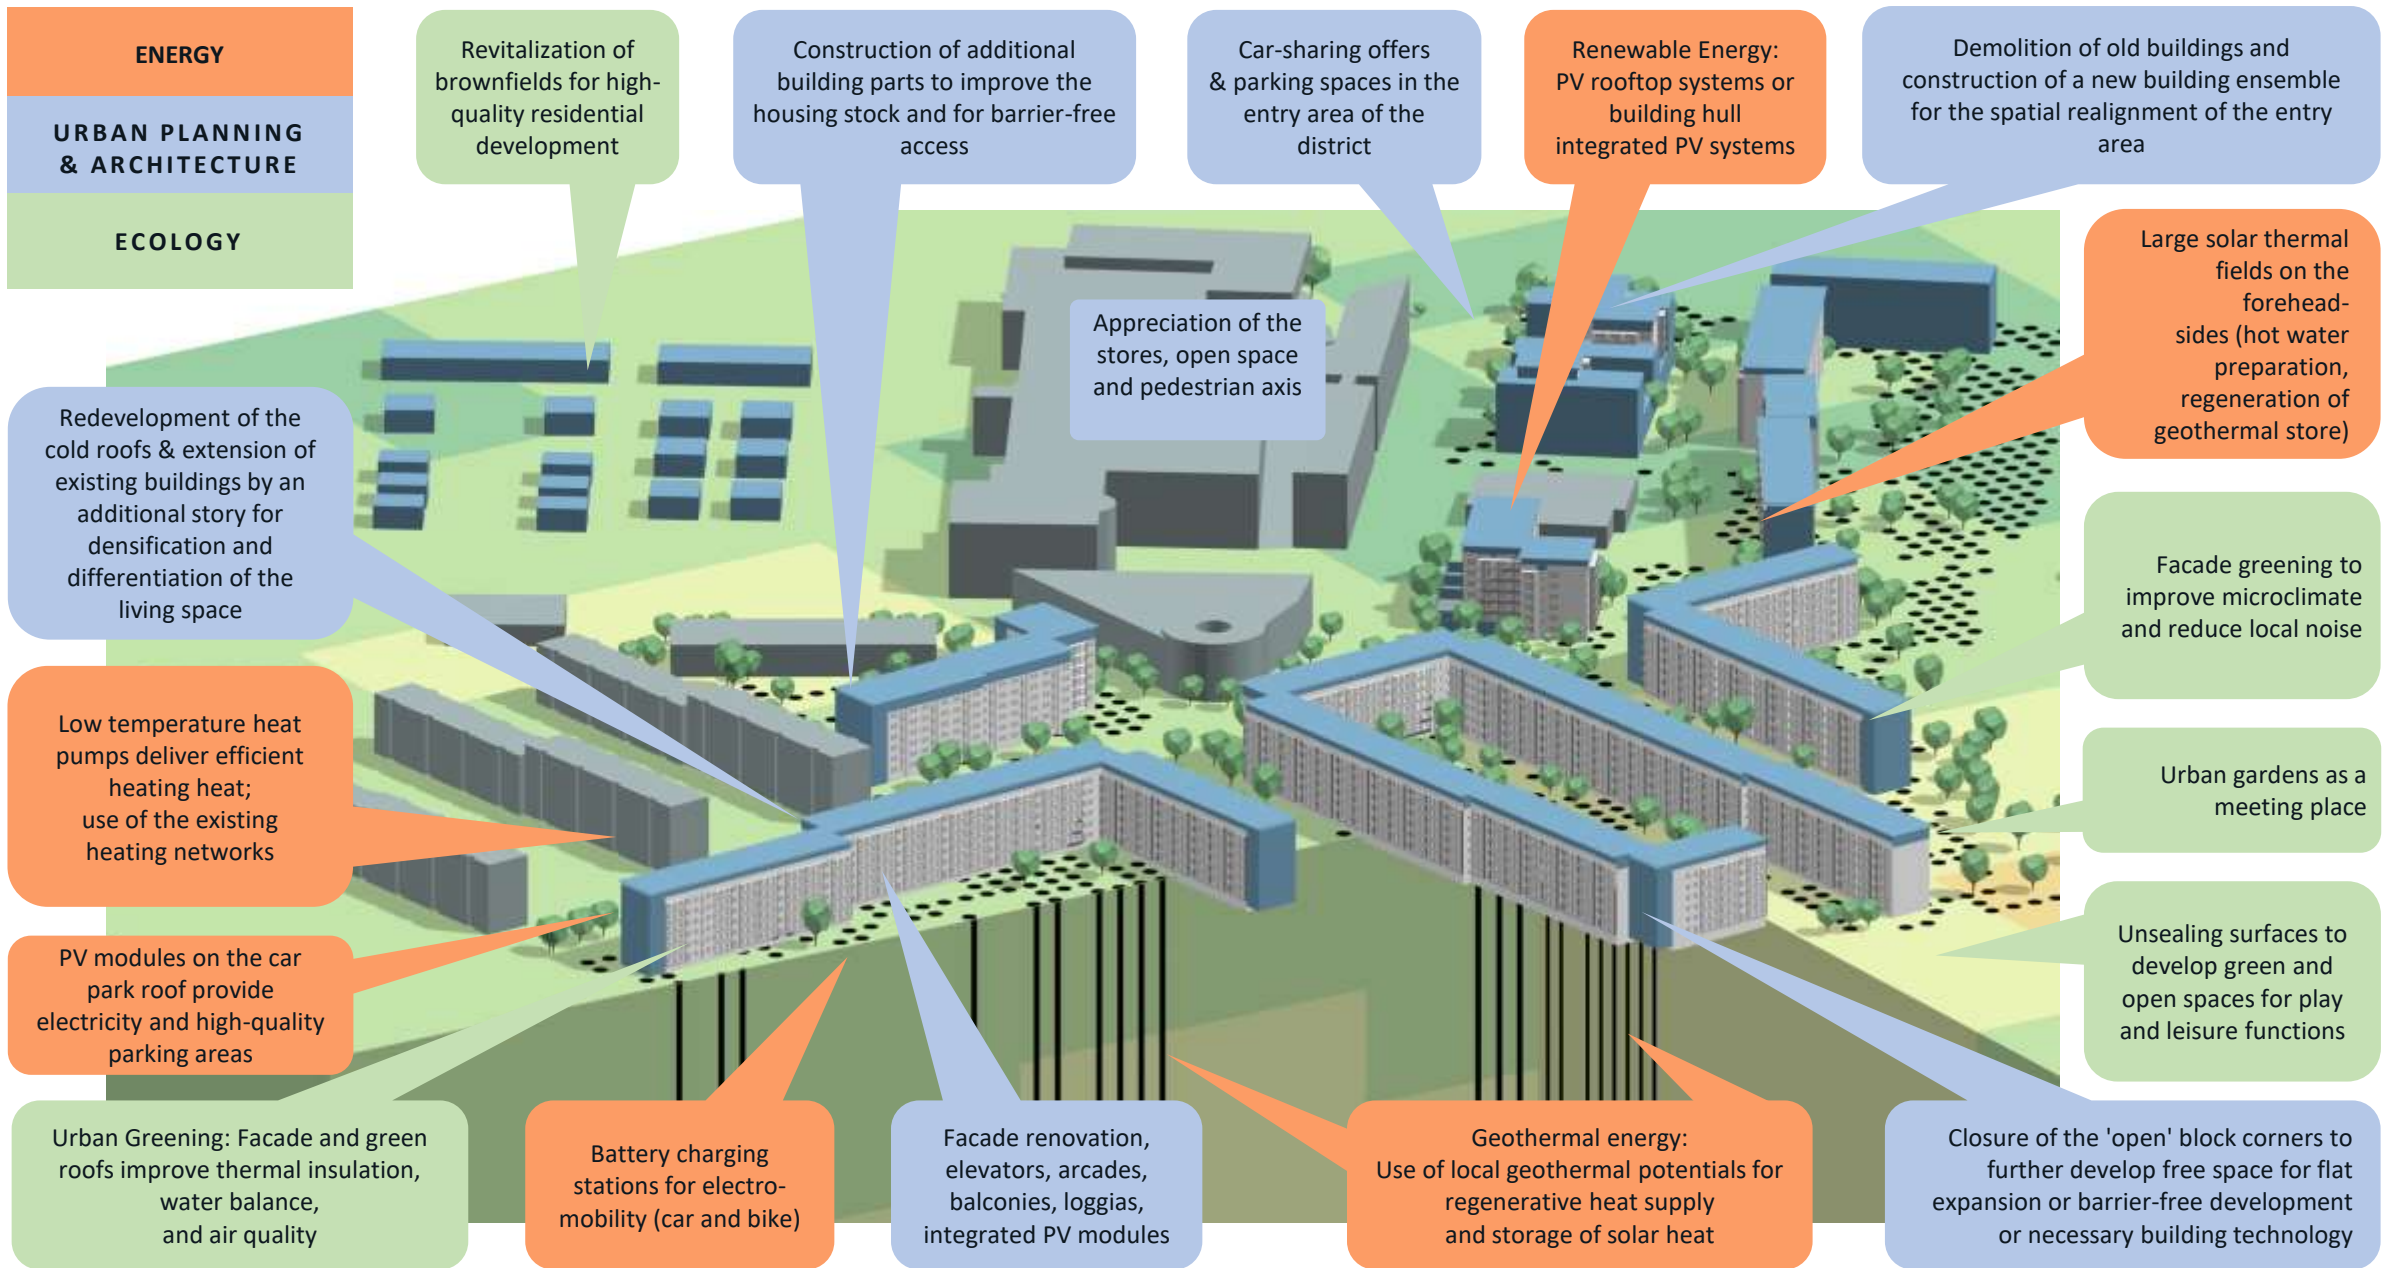 ENERGY
URBAN PLANNING
& ARCHITECTURE
ECOLOGY
Revitalization of
brownfields for high-
quality residential
development
Construction of additional
building parts to improve the
housing stock and for barrier-free
access
Car-sharing offers
& parking spaces in the
entry area of the
district
Renewable Energy:
PV rooftop systems or
building hull
integrated PV systems
Demolition of old buildings and
construction of a new building ensemble
for the spatial realignment of the entry
area
Large solar thermal
fields on the
forehead-
sides (hot water
preparation,
regeneration of
geothermal store)
Appreciation of the
stores, open space
and pedestrian axis
Redevelopment of the
cold roofs & extension of
existing buildings by an
additional story for
densification and
differentiation of the
living space
Facade greening to
improve microclimate
and reduce local noise
Low temperature heat
pumps deliver efficient
heating heat;
use of the existing
heating networks
Urban gardens as a
meeting place
PV modules on the car
park roof provide
electricity and high-quality
parking areas
Unsealing surfaces to
develop green and
open spaces for play
and leisure functions
Urban Greening: Facade and green
roofs improve thermal insulation,
water balance,
and air quality
Battery charging
stations for electro-
mobility (car and bike)
Facade renovation,
elevators, arcades,
balconies, loggias,
integrated PV modules
Geothermal energy:
Use of local geothermal potentials for
regenerative heat supply
and storage of solar heat
Closure of the 'open' block corners to
further develop free space for flat
expansion or barrier-free development
or necessary building technology